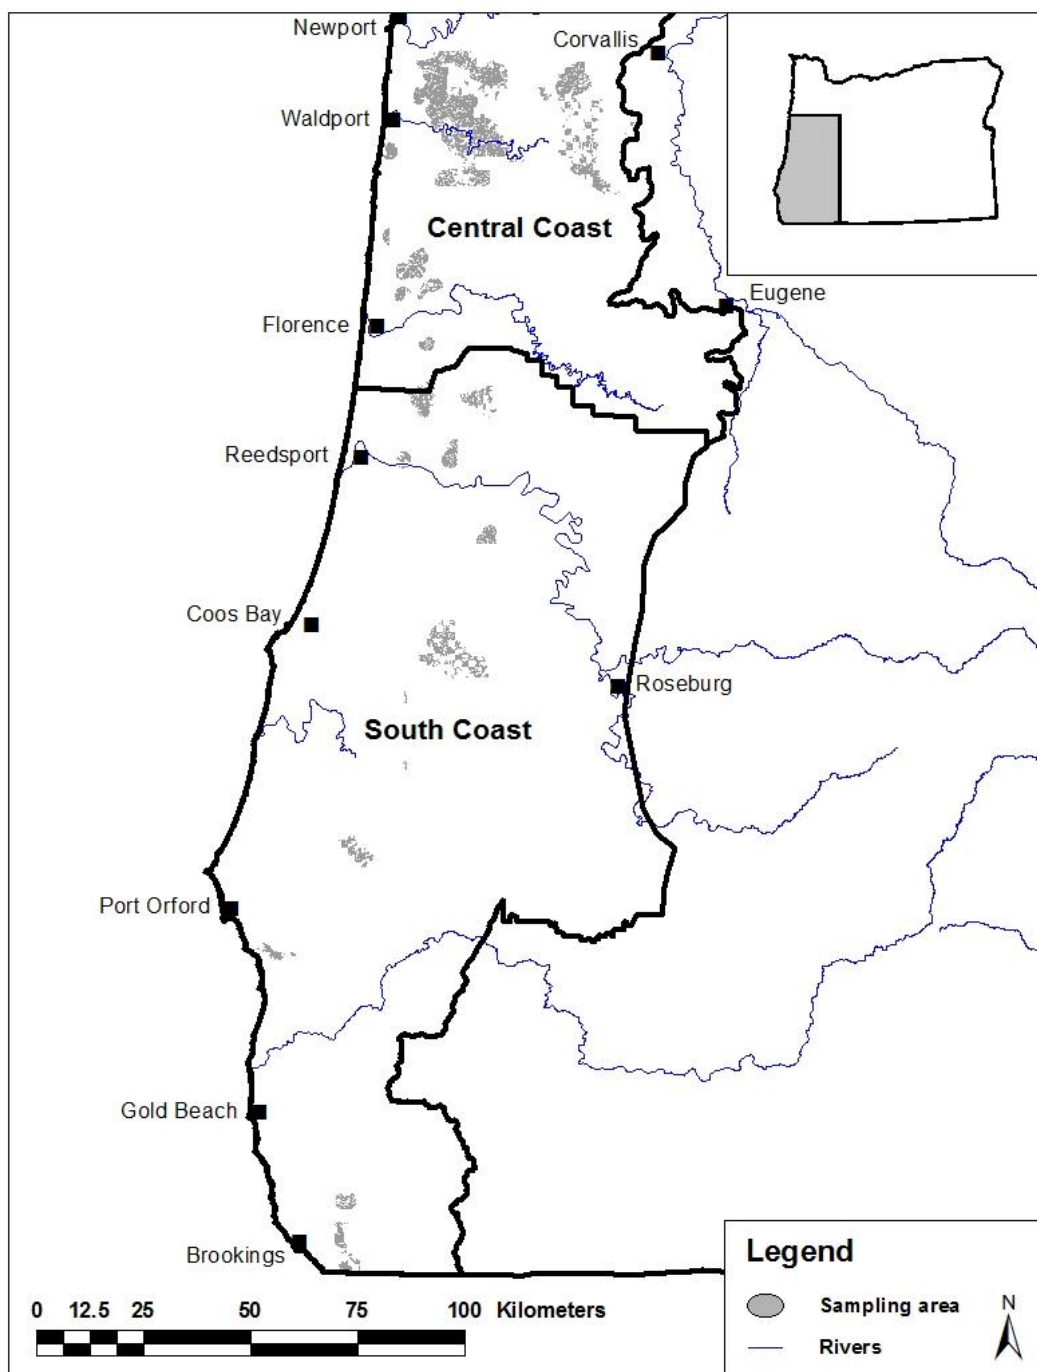 Newport
Corvallis
Waldport
Central Coast
Eugene
Florence
Reedsport
Coos Bay
Roseburg
South Coast
Port Orford
Gold Beach
Brookings
Legend
Sampling area
Rivers
N
0 12.5 25 50 75 100 Kilometers